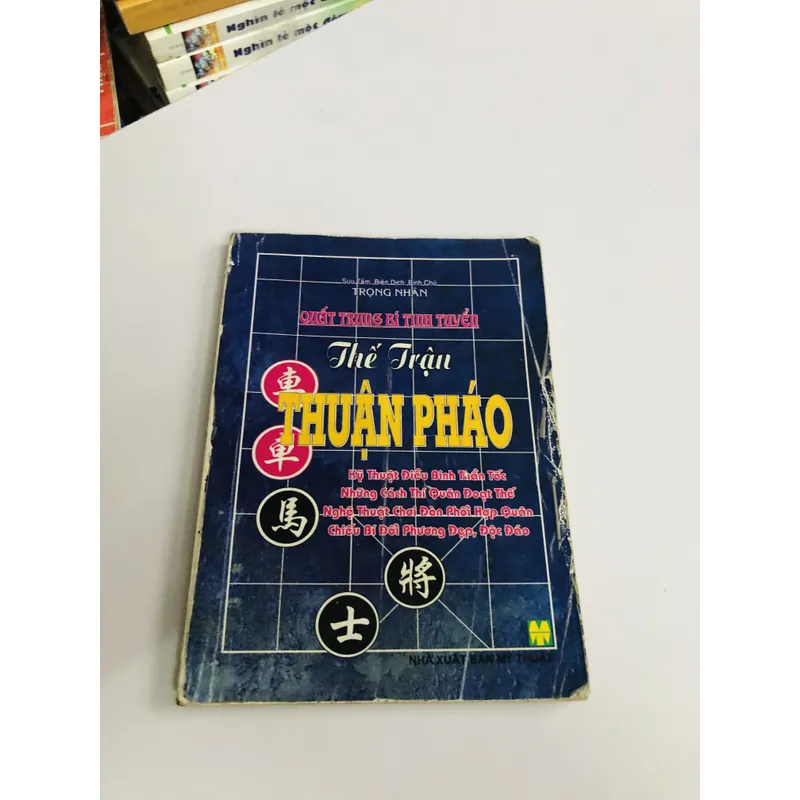 Nghìn lẻ một đê
Nghìn lẻ một đêm
Sưu Tầm, Biên Dịch, Bình Chú
TRỌNG NHÂN
QUẤT TRUNG BÍ TINH TUYỂN
Thế Trận
THUẬN PHÁO
車
車
Kỹ Thuật Điều Binh Thần Tốc
Những Cách Thí Quân Đoạt Thế
馬
Nghệ Thuật Chơi Đòn Phối Hợp Quân
Chiếu Bí Đối Phương Đẹp, Độc Đáo
將
士
NHÀ XUẤT BẢN MỸ THUẬT